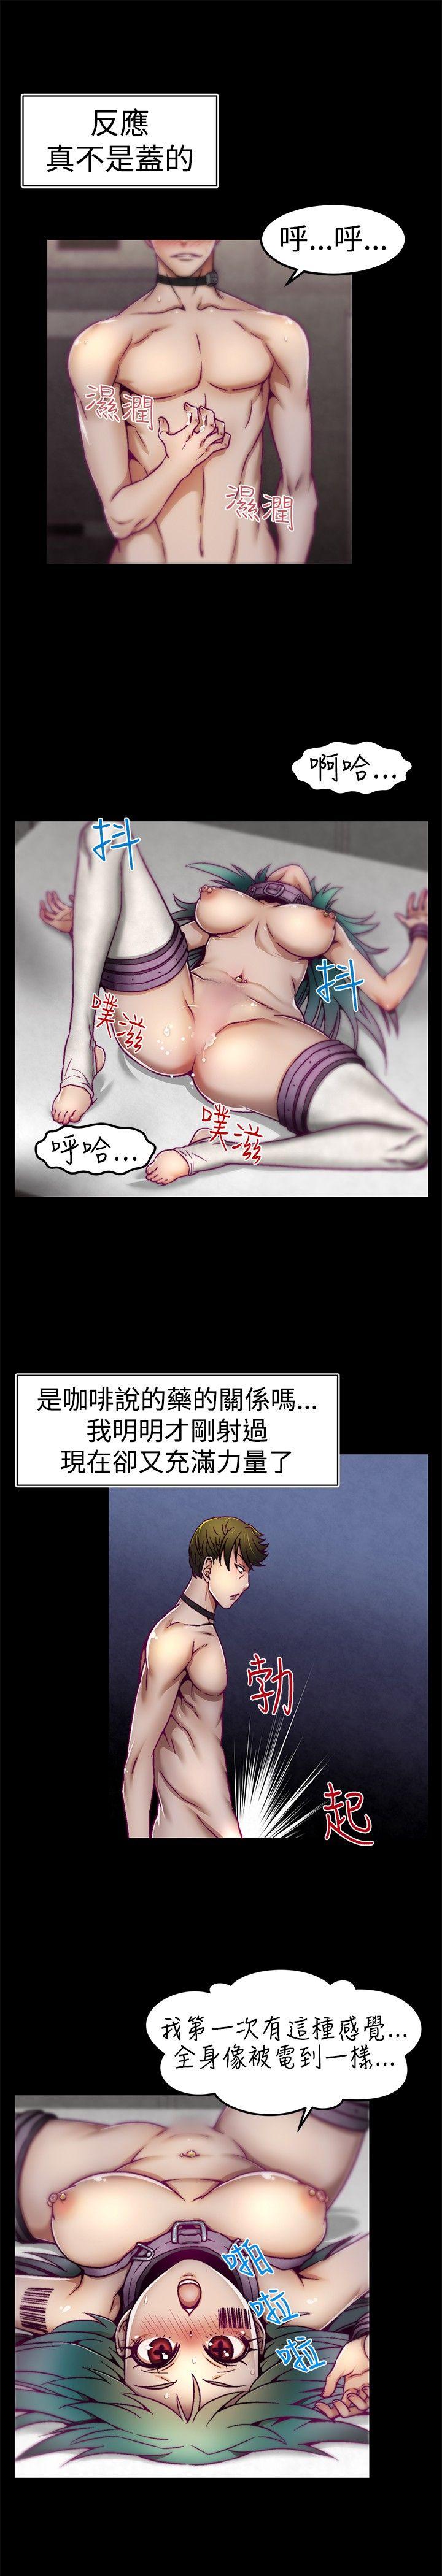 反應
真不是蓋的
呼...呼...
濕潤
濕潤
啊哈...
抖
抖
噗滋
噗滋
呼哈...
是咖啡說的藥的關係嗎...
我明明才剛射過
現在卻又充滿力量了
勃
起
我第一次有這種感覺...
全身像被電到一樣...
啪
啦
啦